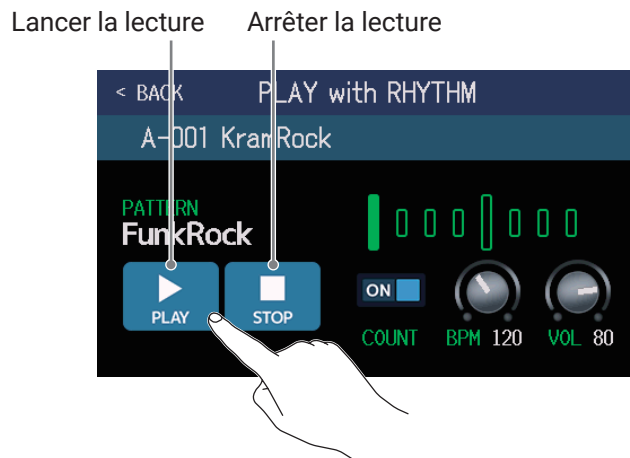 Lancer la lecture Arrêter la lecture
< BACK PLAY with RHYTHM
A-001 KramRock
PATTERN
FunkRock
ON
PLAY STOP
COUNT BPM 120 VOL 80